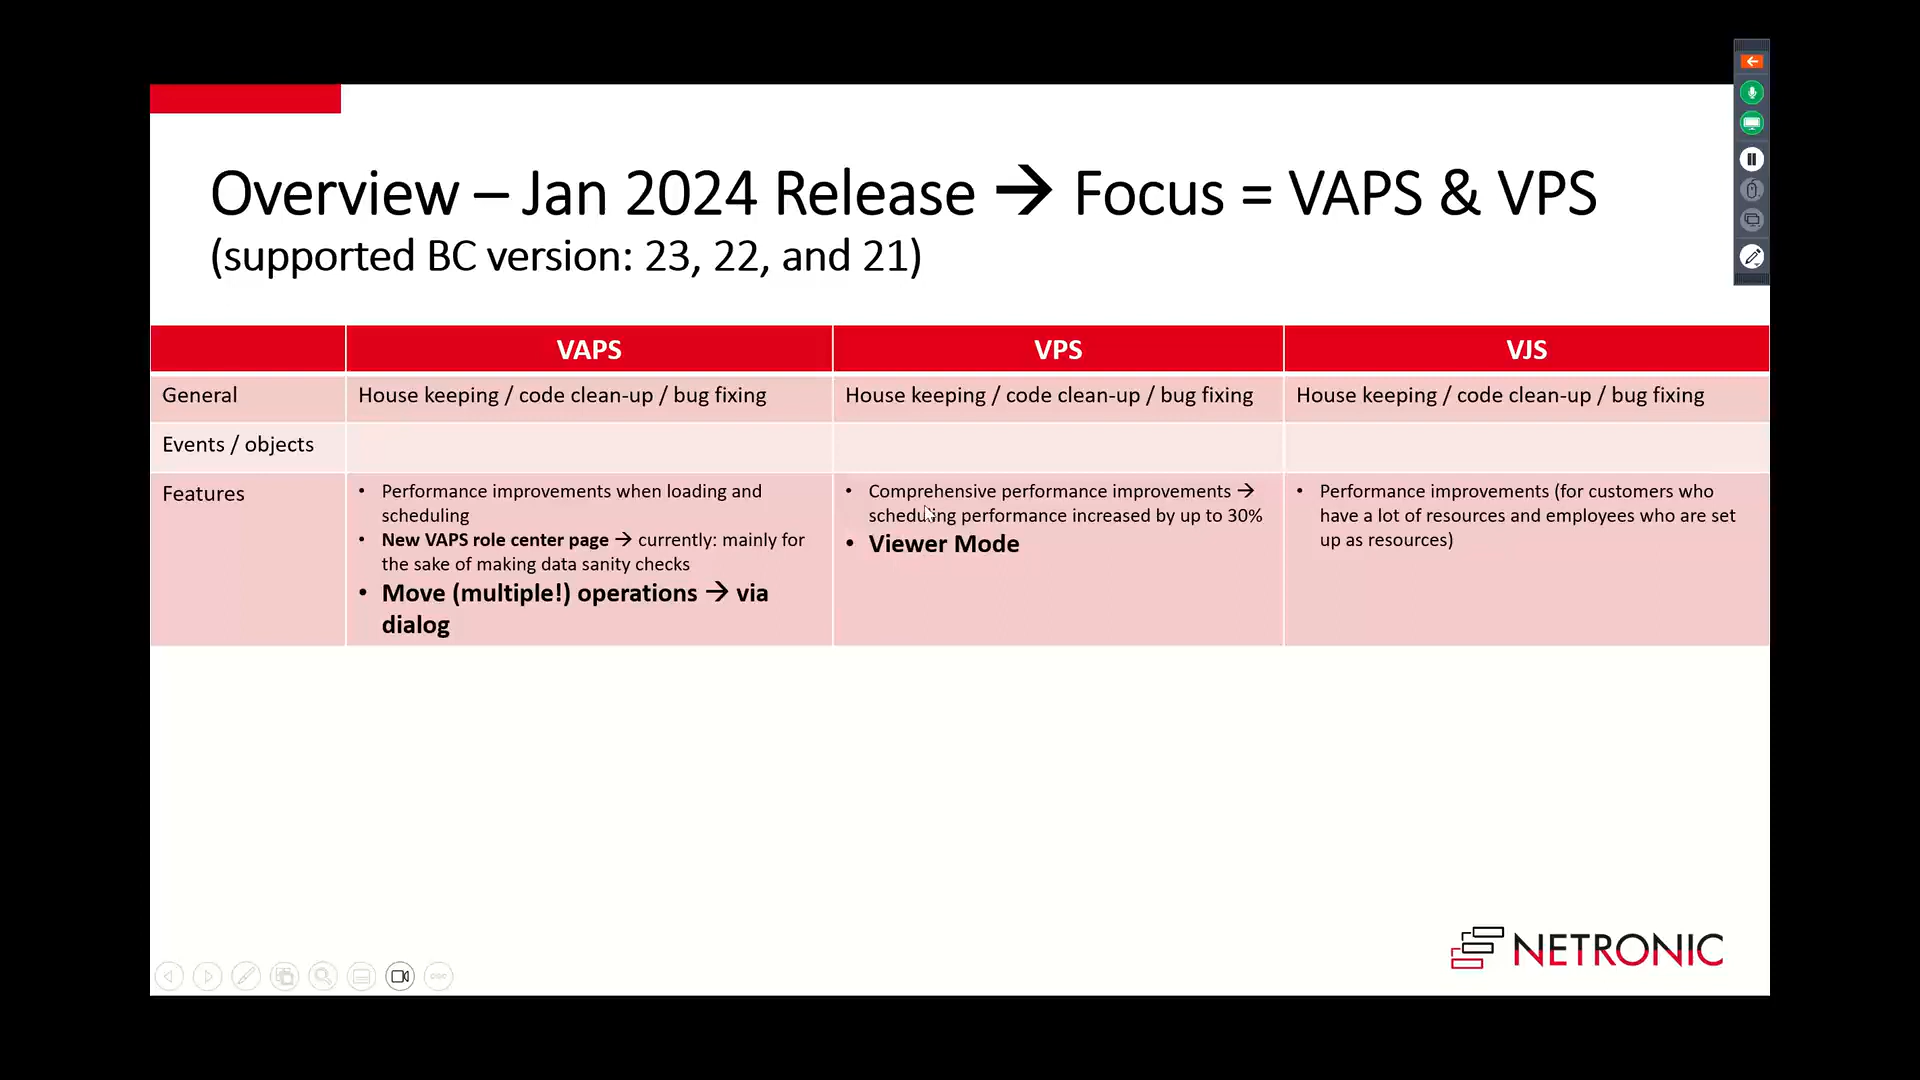 Overview – Jan 2024 Release → Focus = VAPS & VPS
(supported BC version: 23, 22, and 21)
VAPS VPS VJS
General House keeping / code clean-up / bug fixing House keeping / code clean-up / bug fixing House keeping / code clean-up / bug fixing
Events / objects
Features
• Performance improvements when loading and
scheduling
• New VAPS role center page → currently: mainly for
the sake of making data sanity checks
• Move (multiple!) operations → via
dialog
• Comprehensive performance improvements →
scheduling performance increased by up to 30%
• Viewer Mode
• Performance improvements (for customers who
have a lot of resources and employees who are set
up as resources)
NETRONIC